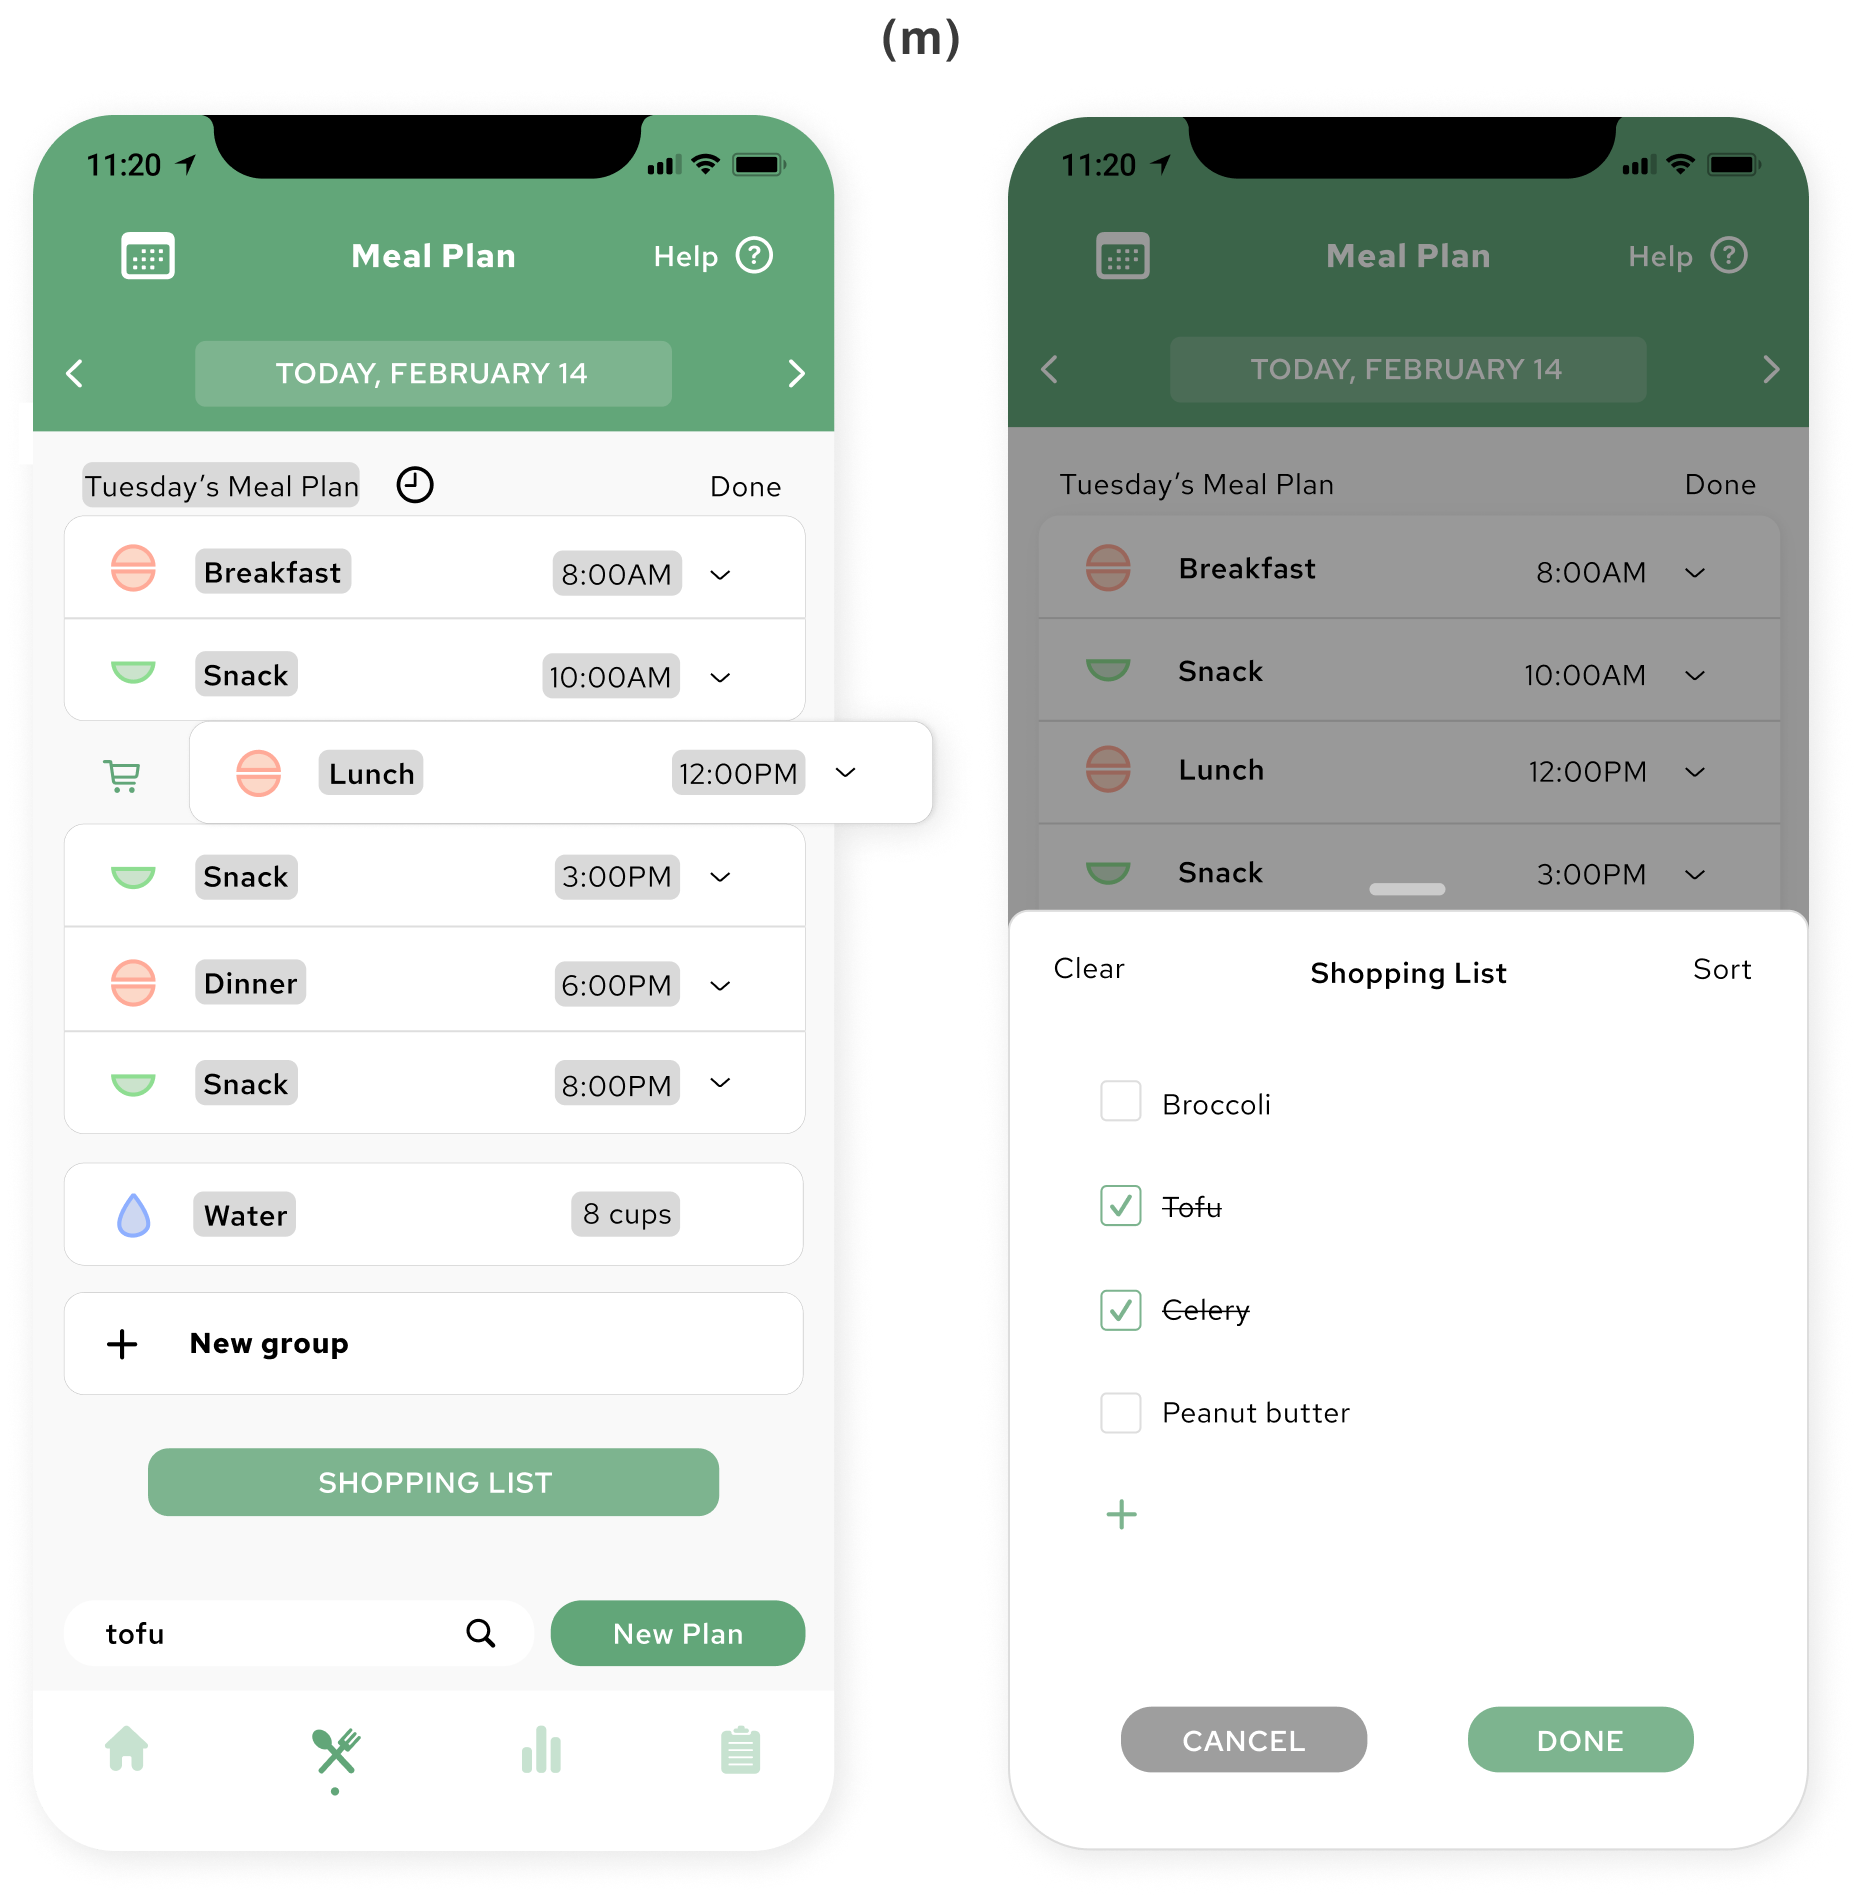 (m)
11:20
Meal Plan
Help ?
TODAY, FEBRUARY 14
Tuesday’s Meal Plan
Done
Breakfast 8:00AM
Snack 10:00AM
Lunch 12:00PM
Snack 3:00PM
Dinner 6:00PM
Snack 8:00PM
Water 8 cups
New group
SHOPPING LIST
tofu
New Plan
11:20
Meal Plan
Help ?
TODAY, FEBRUARY 14
Tuesday’s Meal Plan
Done
Breakfast 8:00AM
Snack 10:00AM
Lunch 12:00PM
Snack 3:00PM
Clear
Shopping List
Sort
Broccoli
Tofu
Celery
Peanut butter
CANCEL
DONE